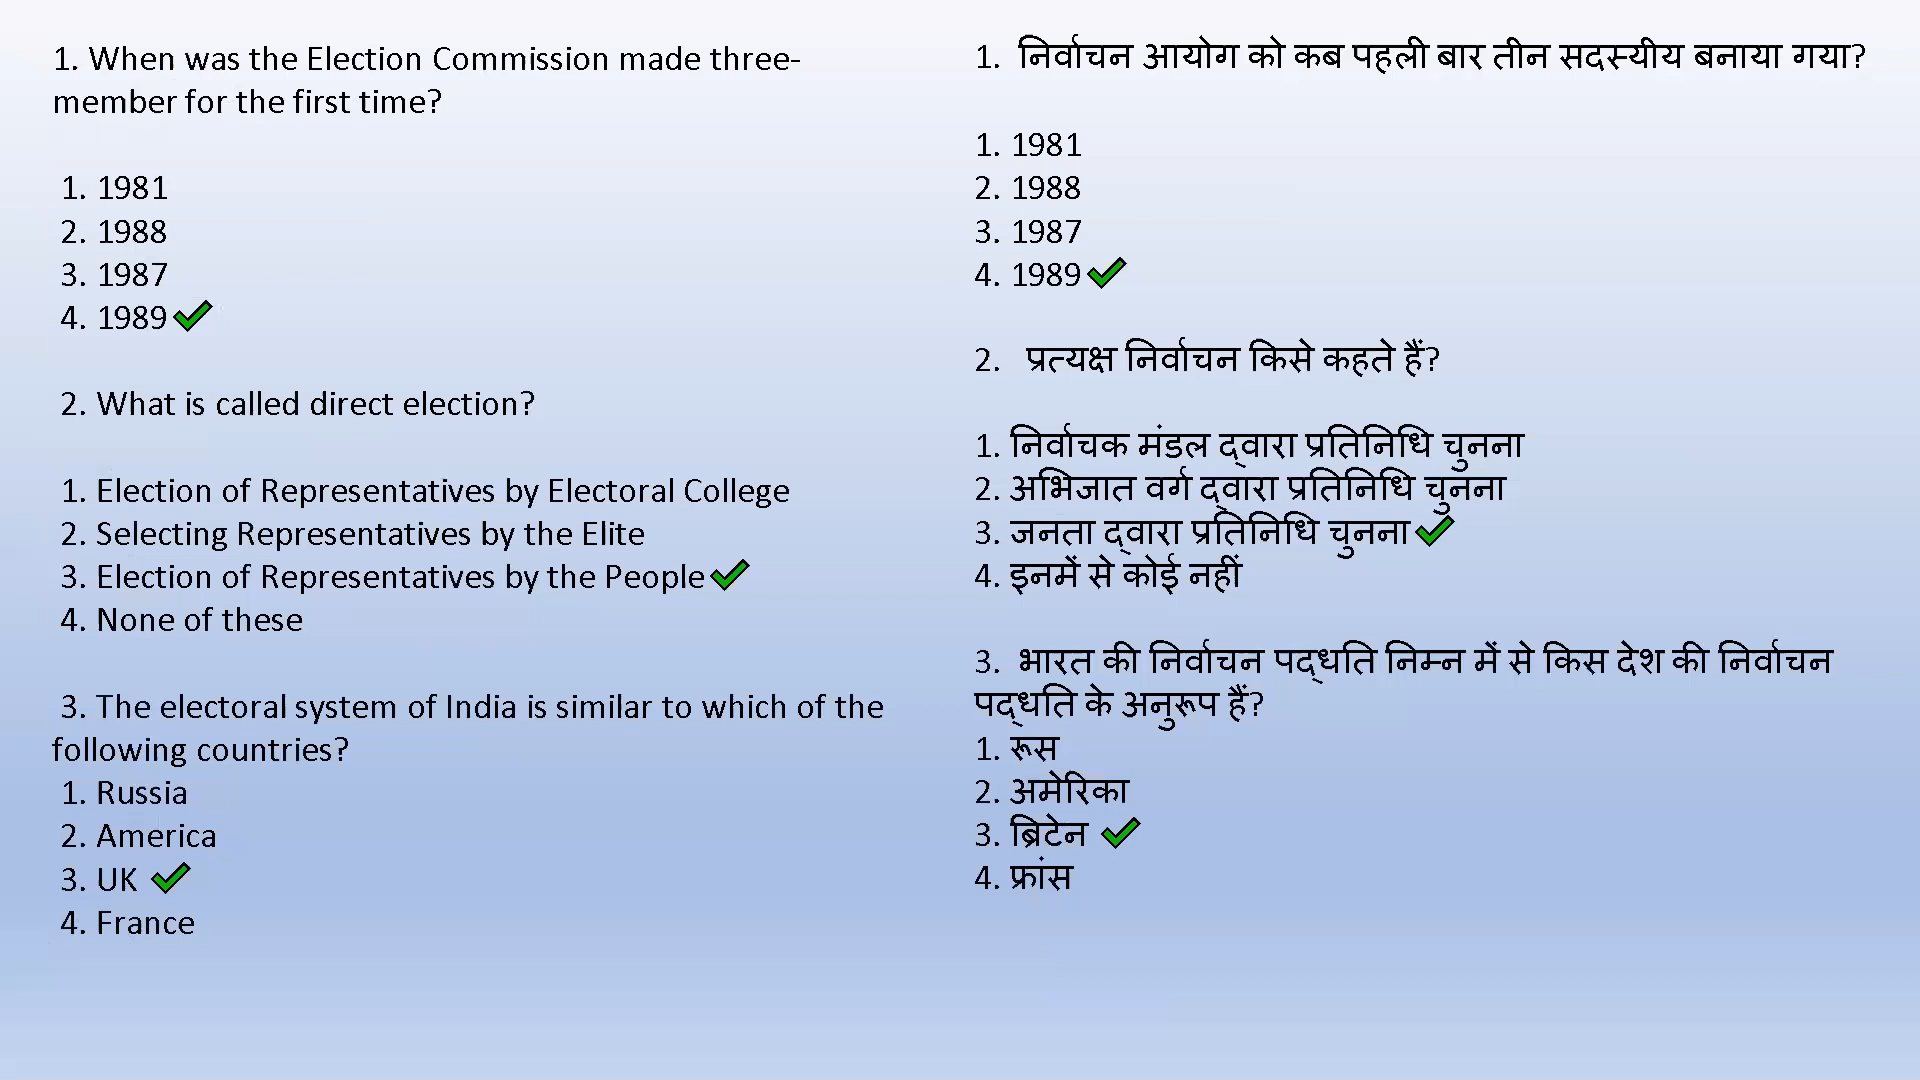 1. When was the Election Commission made three-
member for the first time?
1. 1981
2. 1988
3. 1987
4. 1989
2. What is called direct election?
1. Election of Representatives by Electoral College
2. Selecting Representatives by the Elite
3. Election of Representatives by the People
4. None of these
3. The electoral system of India is similar to which of the
following countries?
1. Russia
2. America
3. UK
4. France
1. निर्वाचन आयोग को कब पहली बार तीन सदस्यीय बनाया गया?
1. 1981
2. 1988
3. 1987
4. 1989
2. प्रत्यक्ष निर्वाचन किसे कहते हैं?
1. निर्वाचक मंडल द्वारा प्रतिनिधि चुनना
2. अभिजात वर्ग द्वारा प्रतिनिधि चुनना
3. जनता द्वारा प्रतिनिधि चुनना
4. इनमें से कोई नहीं
3. भारत की निर्वाचन पद्धति निम्न में से किस देश की निर्वाचन
पद्धति के अनुरूप हैं?
1. रूस
2. अमेरिका
3. ब्रिटेन
4. फ्रांस